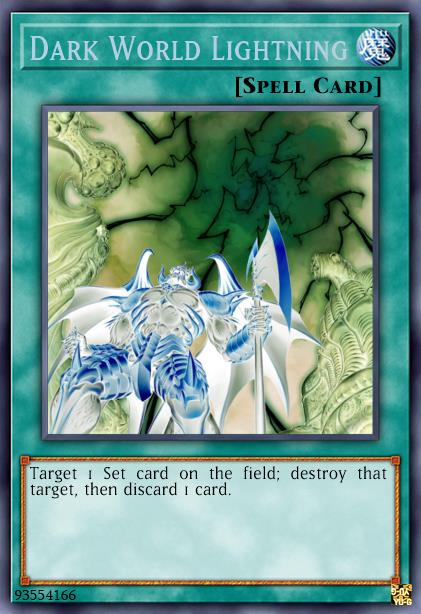 Dark World Lightning 魔
[Spell Card]
Target 1 Set card on the field; destroy that
target, then discard 1 card.
93554166